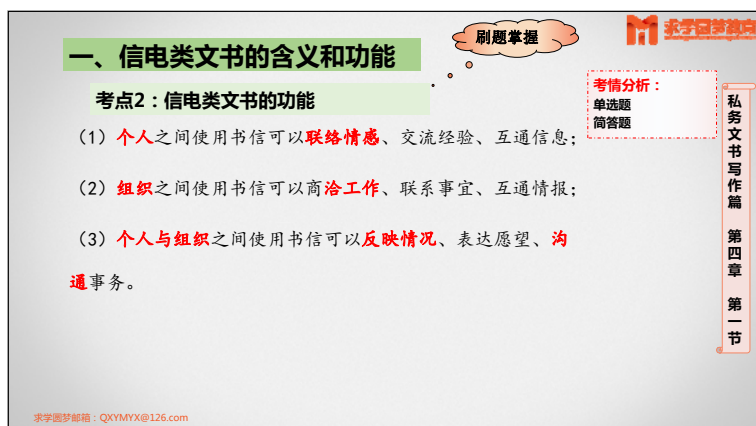 刷题掌握
求学圆梦教育
一、信电类文书的含义和功能
考点2：信电类文书的功能
考情分析：
单选题
简答题
（1）个人之间使用书信可以联络情感、交流经验、互通信息；
（2）组织之间使用书信可以商洽工作、联系事宜、互通情报；
（3）个人与组织之间使用书信可以反映情况、表达愿望、沟
通事务。
私务文书写作篇 第四章 第一节
求学圆梦邮箱：QXYMYX@126.com